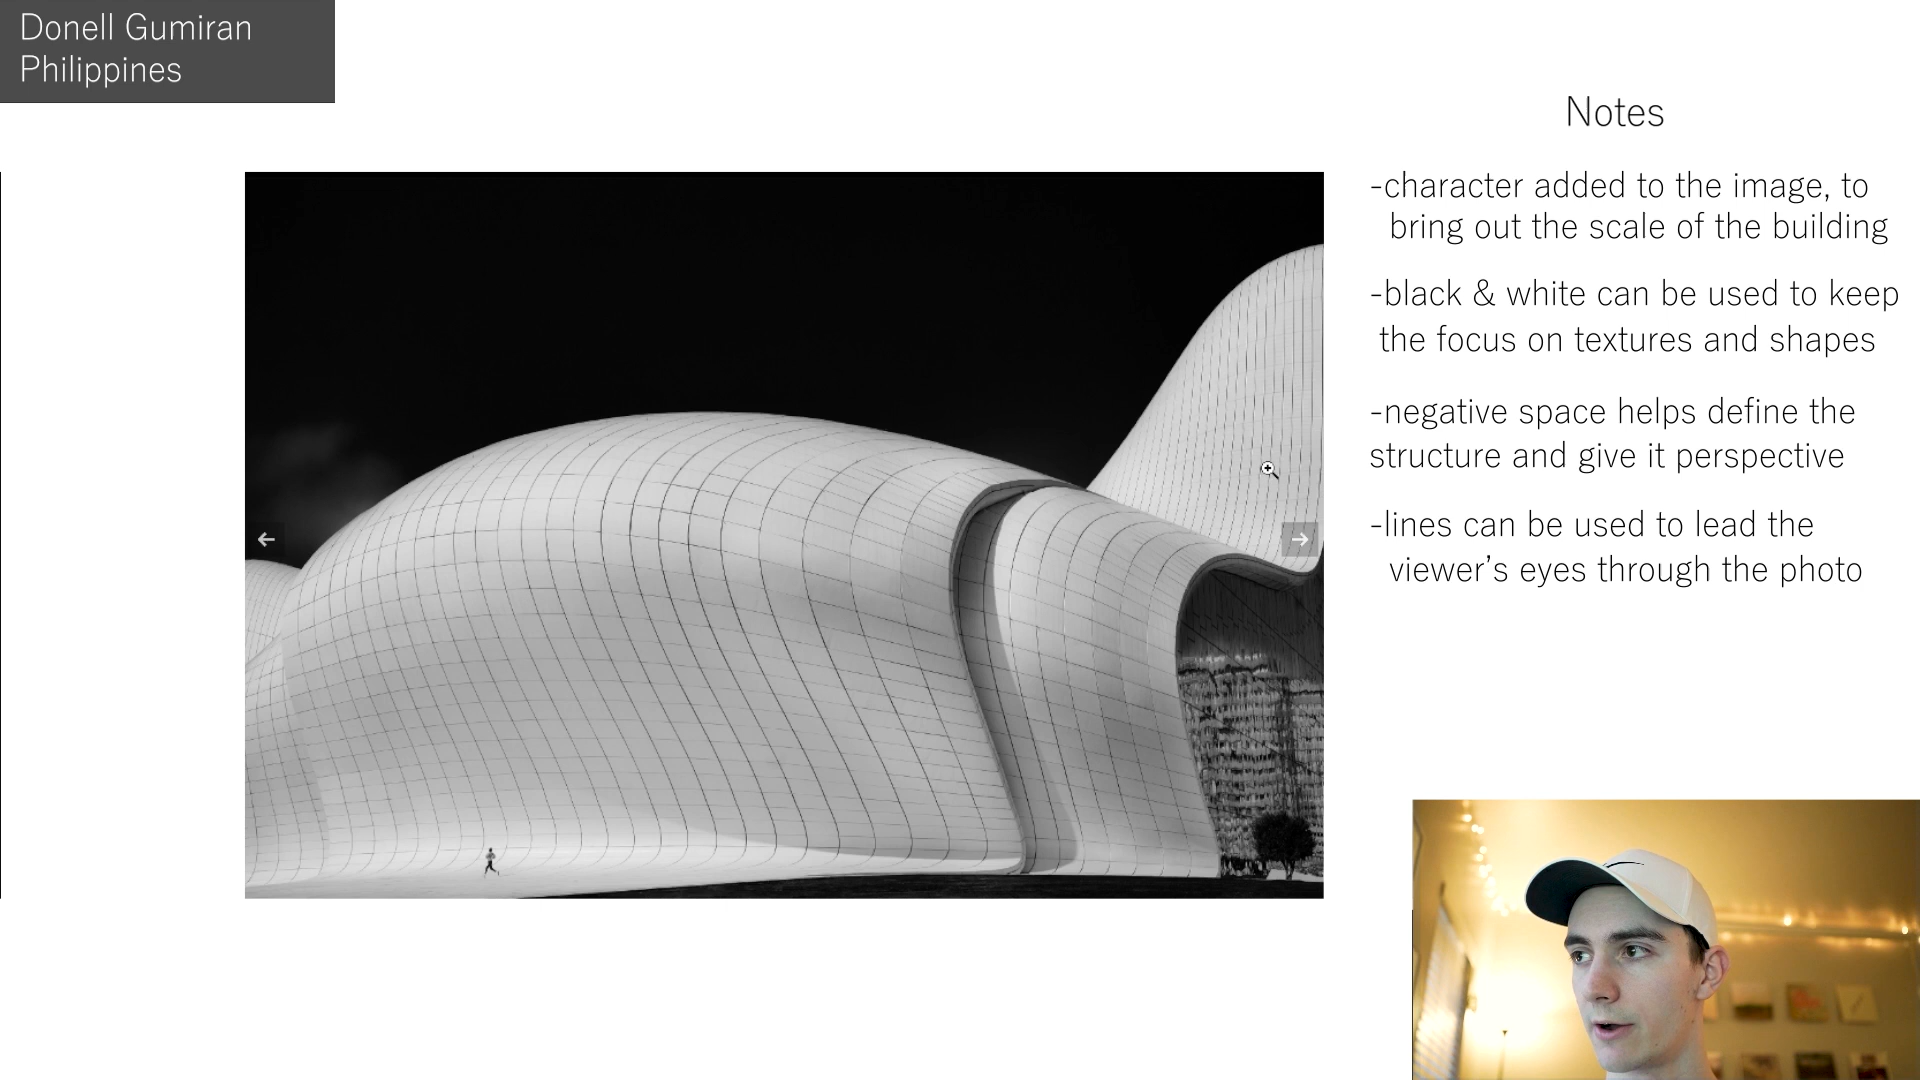 Donell Gumiran
Philippines
Notes
-character added to the image, to
bring out the scale of the building
-black & white can be used to keep
the focus on textures and shapes
-negative space helps define the
structure and give it perspective
-lines can be used to lead the
viewer’s eyes through the photo